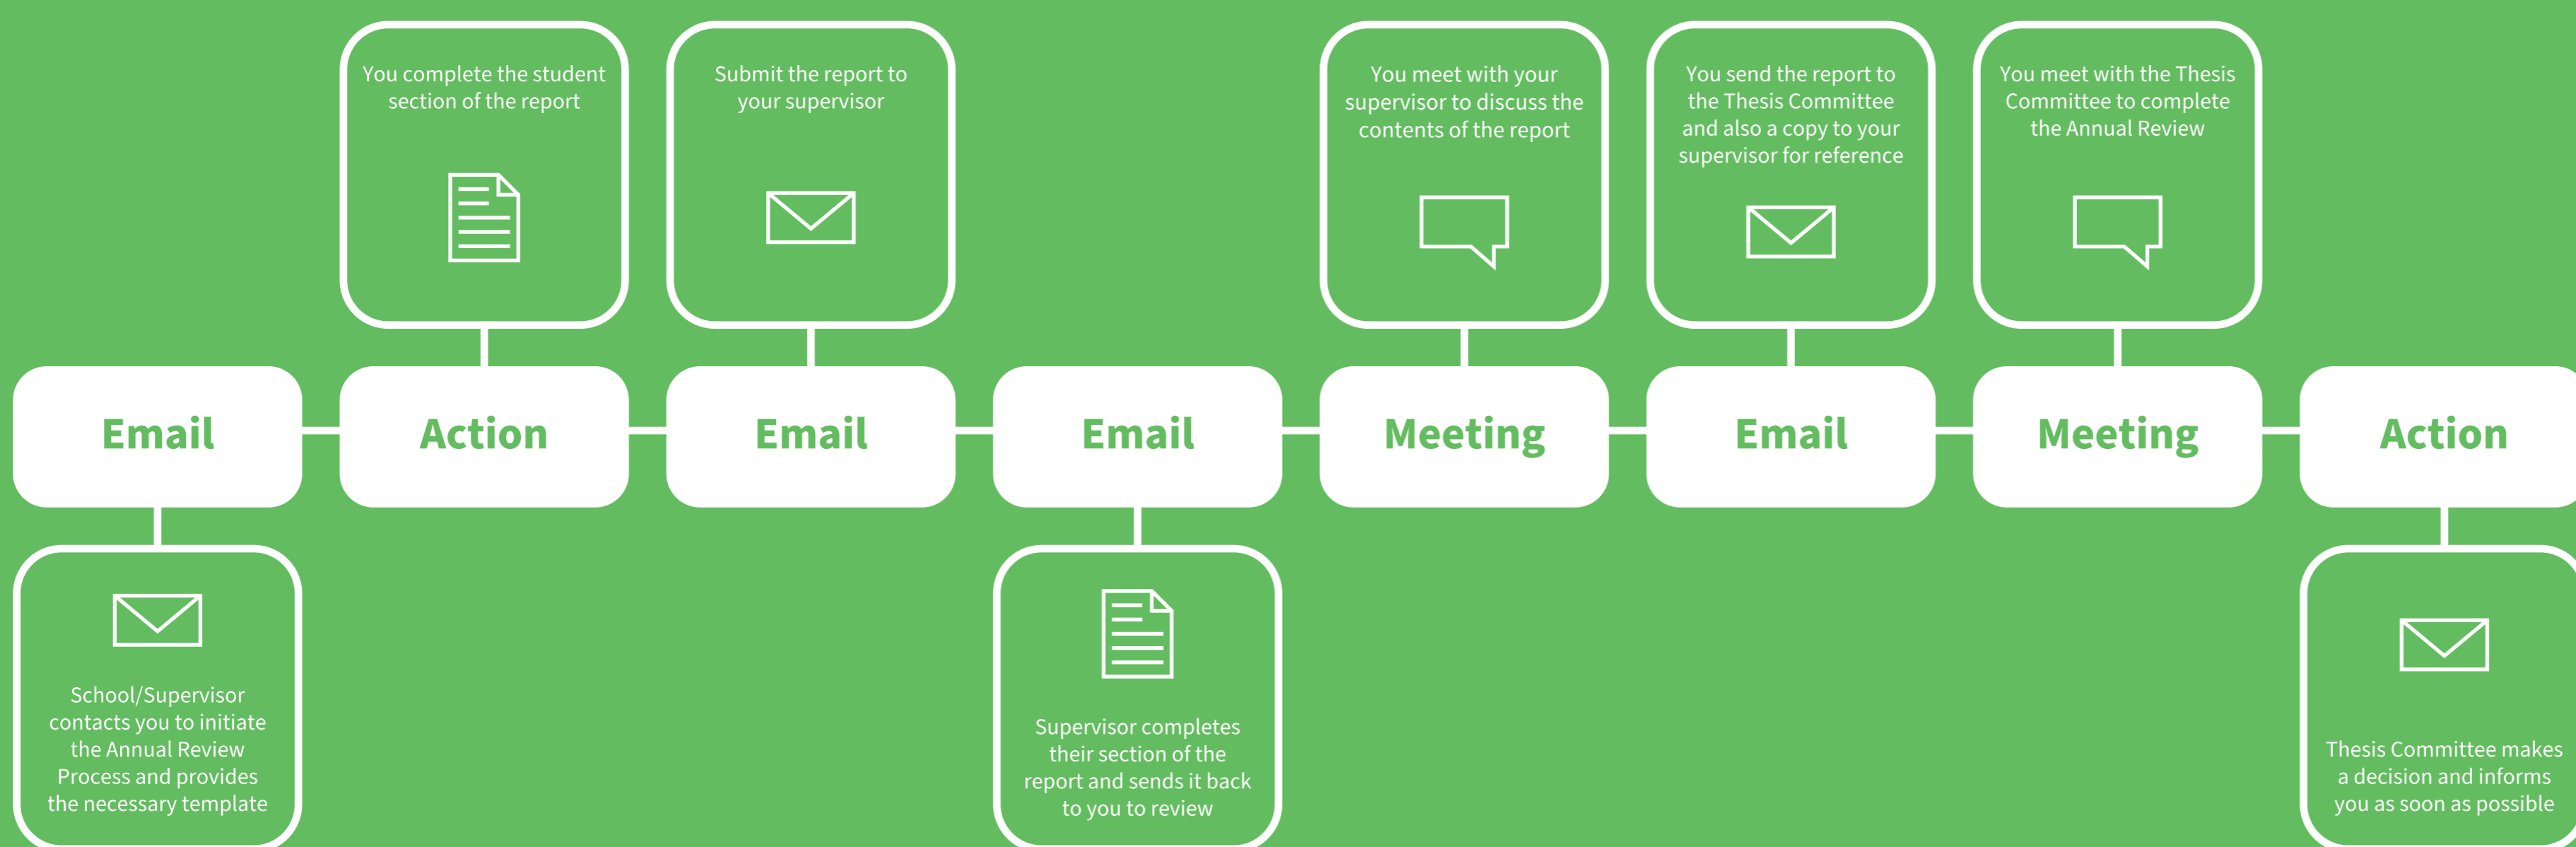 You complete the student
section of the report
Submit the report to
your supervisor
You meet with your
supervisor to discuss the
contents of the report
You send the report to
the Thesis Committee
and also a copy to your
supervisor for reference
You meet with the Thesis
Committee to complete
the Annual Review
Email
Action
Email
Email
Meeting
Email
Meeting
Action
School/Supervisor
contacts you to initiate
the Annual Review
Process and provides
the necessary template
Supervisor completes
their section of the
report and sends it back
to you to review
Thesis Committee makes
a decision and informs
you as soon as possible